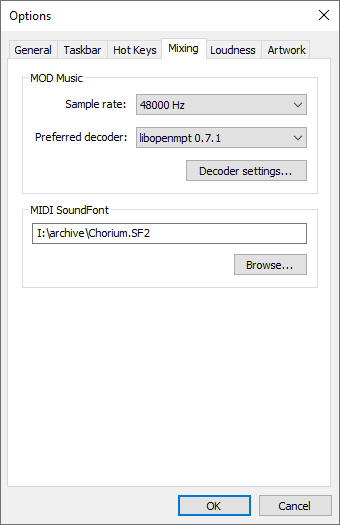 Options
General Taskbar Hot Keys Mixing Loudness Artwork
MOD Music
Sample rate: 48000 Hz
Preferred decoder: libopenmpt 0.7.1
Decoder settings...
MIDI SoundFont
I:\archive\Chorium.SF2
Browse...
OK Cancel